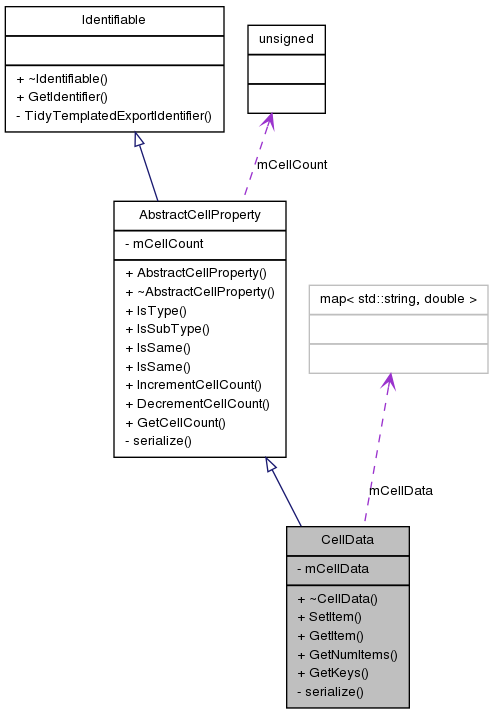 Identifiable
+ ~Identifiable()
+ GetIdentifier()
- TidyTemplatedExportIdentifier()
unsigned
mCellCount
AbstractCellProperty
- mCellCount
+ AbstractCellProperty()
+ ~AbstractCellProperty()
+ IsType()
+ IsSubType()
+ IsSame()
+ IsSame()
+ IncrementCellCount()
+ DecrementCellCount()
+ GetCellCount()
- serialize()
map< std::string, double >
mCellData
CellData
- mCellData
+ ~CellData()
+ SetItem()
+ GetItem()
+ GetNumItems()
+ GetKeys()
- serialize()